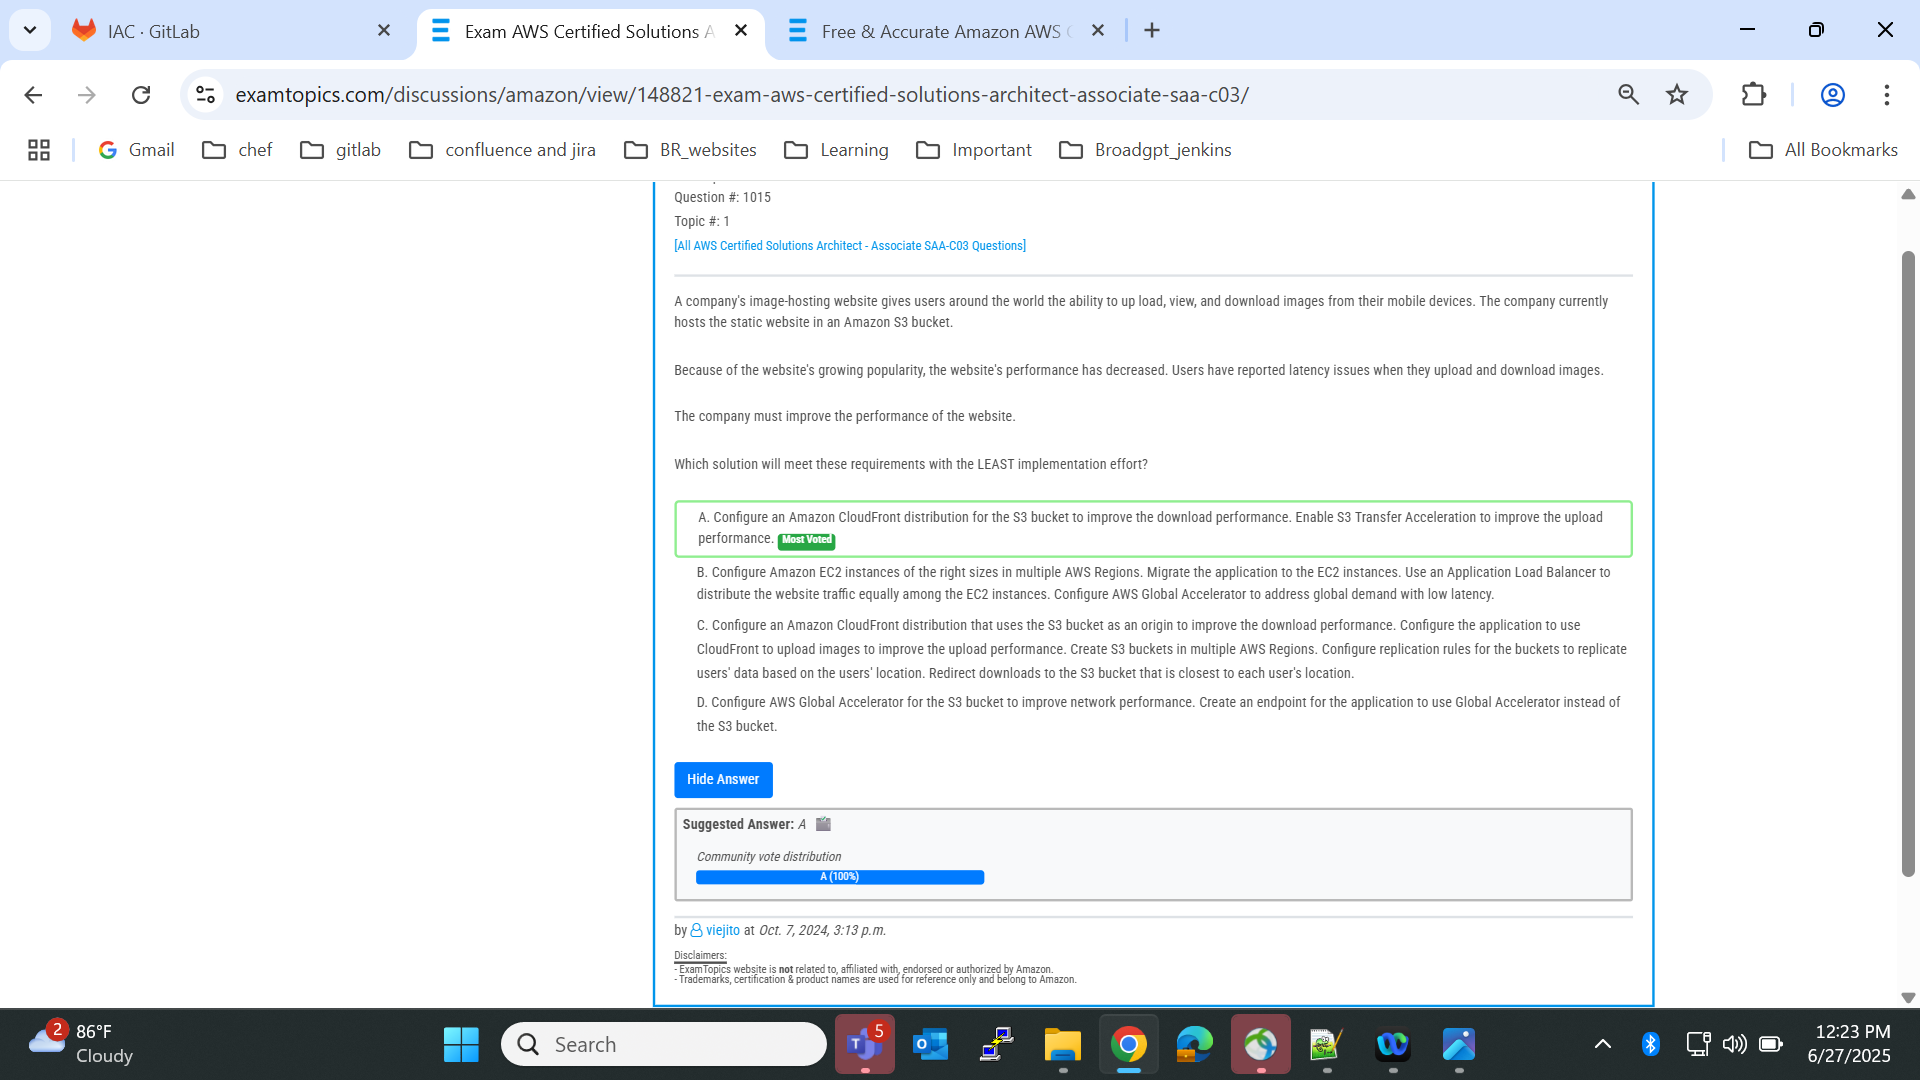 IAC · GitLab
Exam AWS Certified Solutions A
Free & Accurate Amazon AWS C
examtopics.com/discussions/amazon/view/148821-exam-aws-certified-solutions-architect-associate-saa-c03/
Gmail
chef
gitlab
confluence and jira
BR_websites
Learning
Important
Broadgpt_jenkins
All Bookmarks
Question #: 1015
Topic #: 1
[All AWS Certified Solutions Architect - Associate SAA-C03 Questions]
A company's image-hosting website gives users around the world the ability to up load, view, and download images from their mobile devices. The company currently
hosts the static website in an Amazon S3 bucket.
Because of the website's growing popularity, the website's performance has decreased. Users have reported latency issues when they upload and download images.
The company must improve the performance of the website.
Which solution will meet these requirements with the LEAST implementation effort?
A. Configure an Amazon CloudFront distribution for the S3 bucket to improve the download performance. Enable S3 Transfer Acceleration to improve the upload
performance. Most Voted
B. Configure Amazon EC2 instances of the right sizes in multiple AWS Regions. Migrate the application to the EC2 instances. Use an Application Load Balancer to
distribute the website traffic equally among the EC2 instances. Configure AWS Global Accelerator to address global demand with low latency.
C. Configure an Amazon CloudFront distribution that uses the S3 bucket as an origin to improve the download performance. Configure the application to use
CloudFront to upload images to improve the upload performance. Create S3 buckets in multiple AWS Regions. Configure replication rules for the buckets to replicate
users' data based on the users' location. Redirect downloads to the S3 bucket that is closest to each user's location.
D. Configure AWS Global Accelerator for the S3 bucket to improve network performance. Create an endpoint for the application to use Global Accelerator instead of
the S3 bucket.
Hide Answer
Suggested Answer: A
Community vote distribution
A (100%)
by viejito at Oct. 7, 2024, 3:13 p.m.
Disclaimers:
- ExamTopics website is not related to, affiliated with, endorsed or authorized by Amazon.
- Trademarks, certification & product names are used for reference only and belong to Amazon.
2
86°F
Cloudy
Search
5
12:23 PM
6/27/2025